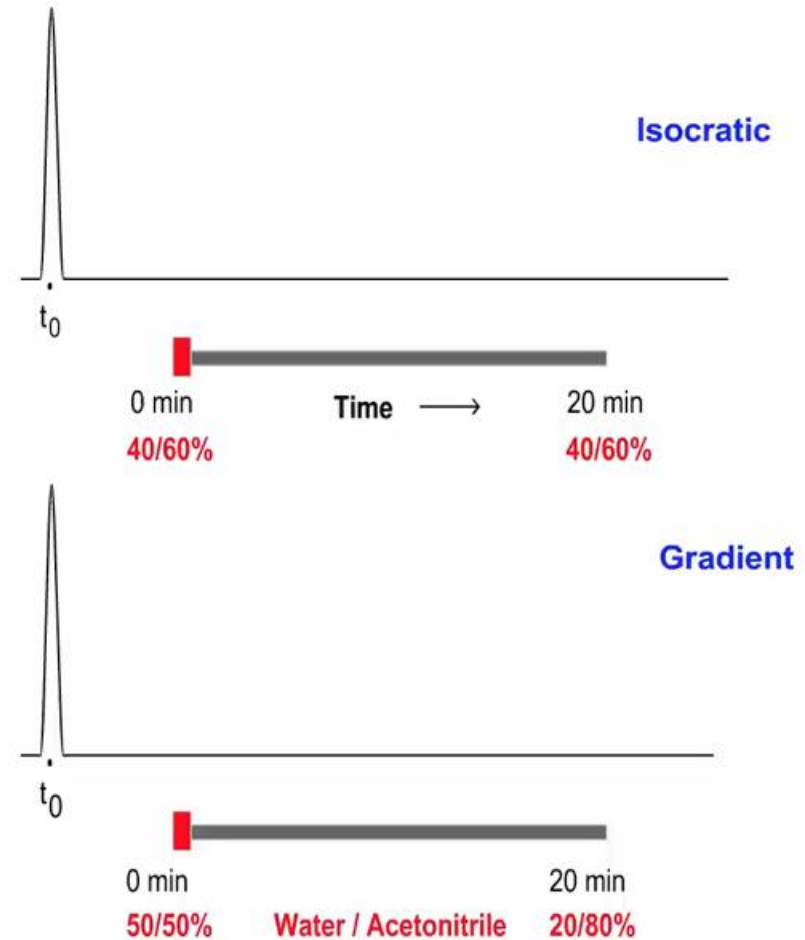 Isocratic
t0
0 min Time → 20 min
40/60% 40/60%
Gradient
t0
0 min 20 min
50/50% Water / Acetonitrile 20/80%